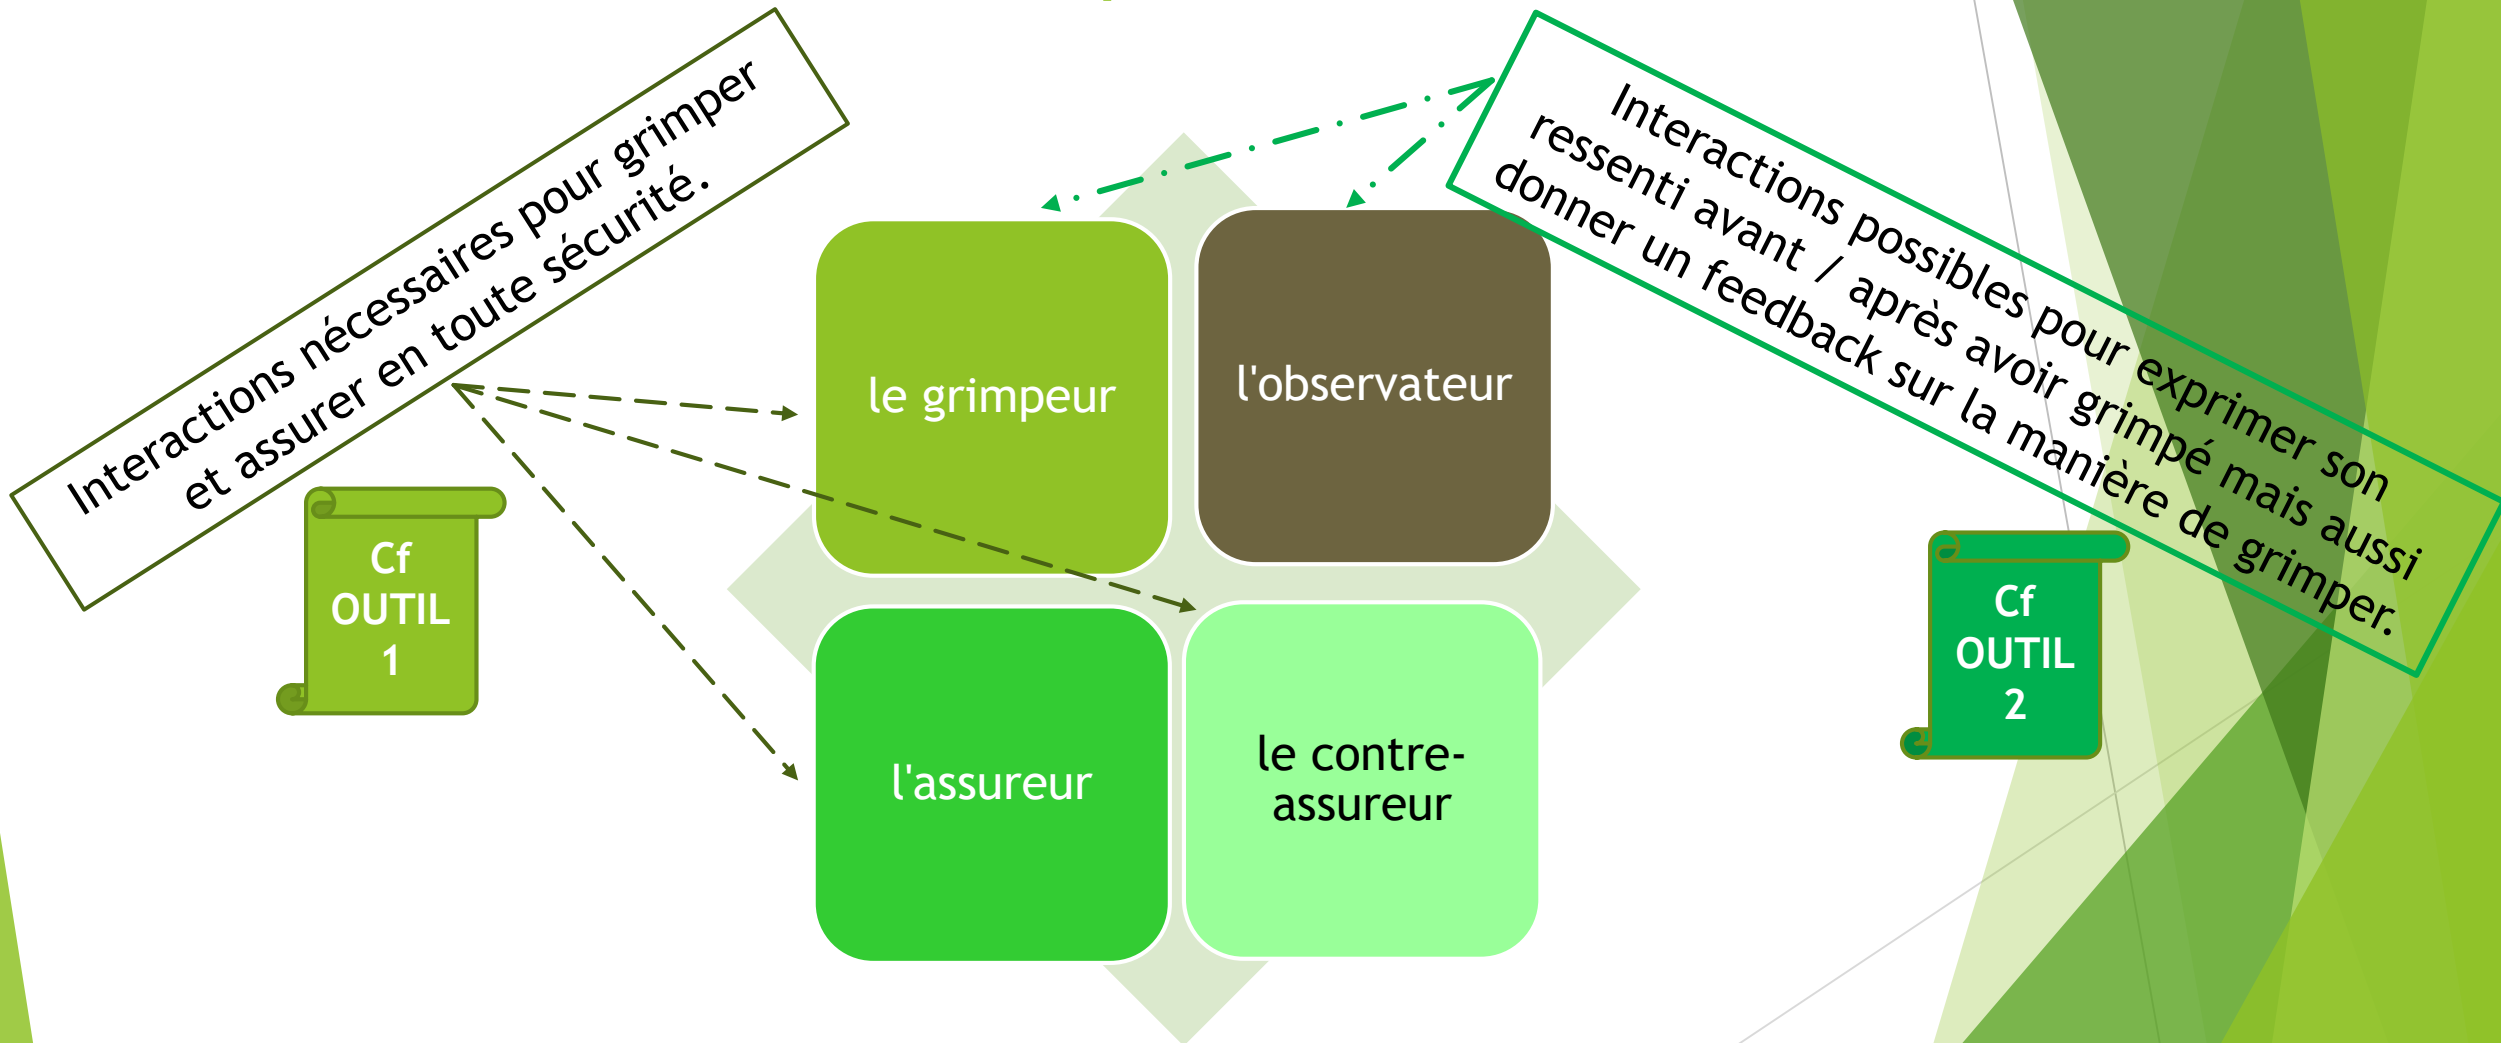 Interactions nécessaires pour grimper
et assurer en toute sécurité.
Interactions possibles pour exprimer son
ressenti avant / après avoir grimpé mais aussi
donner un feedback sur la manière de grimper.
le grimpeur
l'observateur
Cf
OUTIL
1
Cf
OUTIL
2
l'assureur
le contre-
assureur